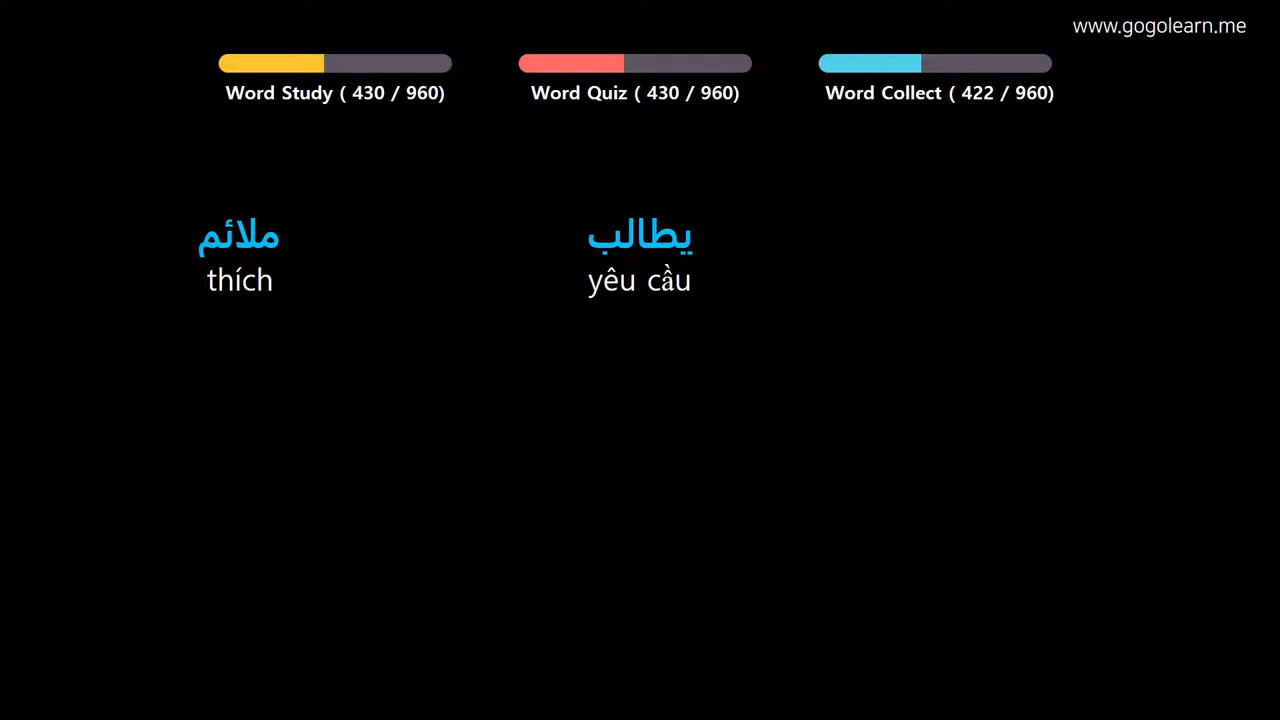 www.gogolearn.me
Word Study ( 430 / 960)
Word Quiz ( 430 / 960)
Word Collect ( 422 / 960)
ملائم
thích
يطالب
yêu cầu